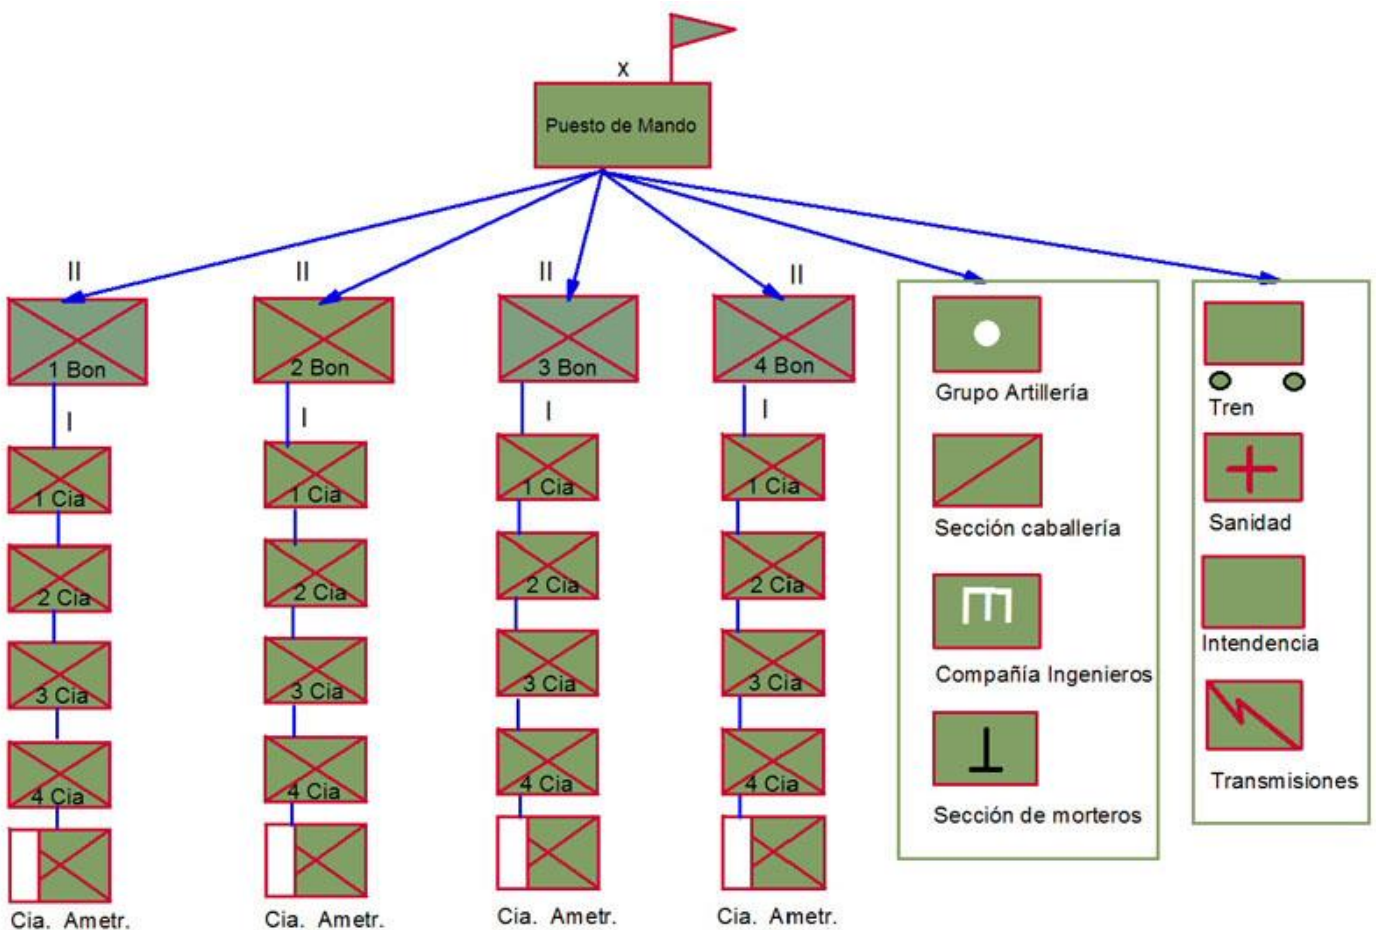 X
Puesto de Mando
II
II
II
II
1 Bon
2 Bon
3 Bon
4 Bon
I
I
I
I
1 Cia
2 Cia
3 Cia
4 Cia
Cia. Ametr.
1 Cia
2 Cia
3 Cia
4 Cia
Cia. Ametr.
1 Cia
2 Cia
3 Cia
4 Cia
Cia. Ametr.
1 Cia
2 Cia
3 Cia
4 Cia
Cia. Ametr.
Grupo Artillería
Sección caballería
Compañía Ingenieros
Sección de morteros
Tren
Sanidad
Intendencia
Transmisiones